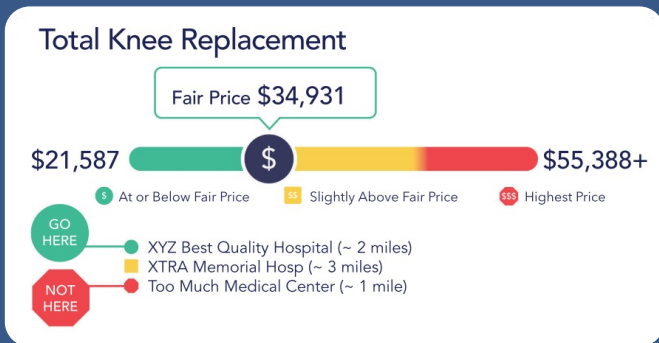 Total Knee Replacement
Fair Price $34,931
$21,587 $ $55,388+
$ At or Below Fair Price $$ Slightly Above Fair Price $$$ Highest Price
GO
HERE
XYZ Best Quality Hospital (~ 2 miles)
XTRA Memorial Hosp (~ 3 miles)
Too Much Medical Center (~ 1 mile)
NOT
HERE